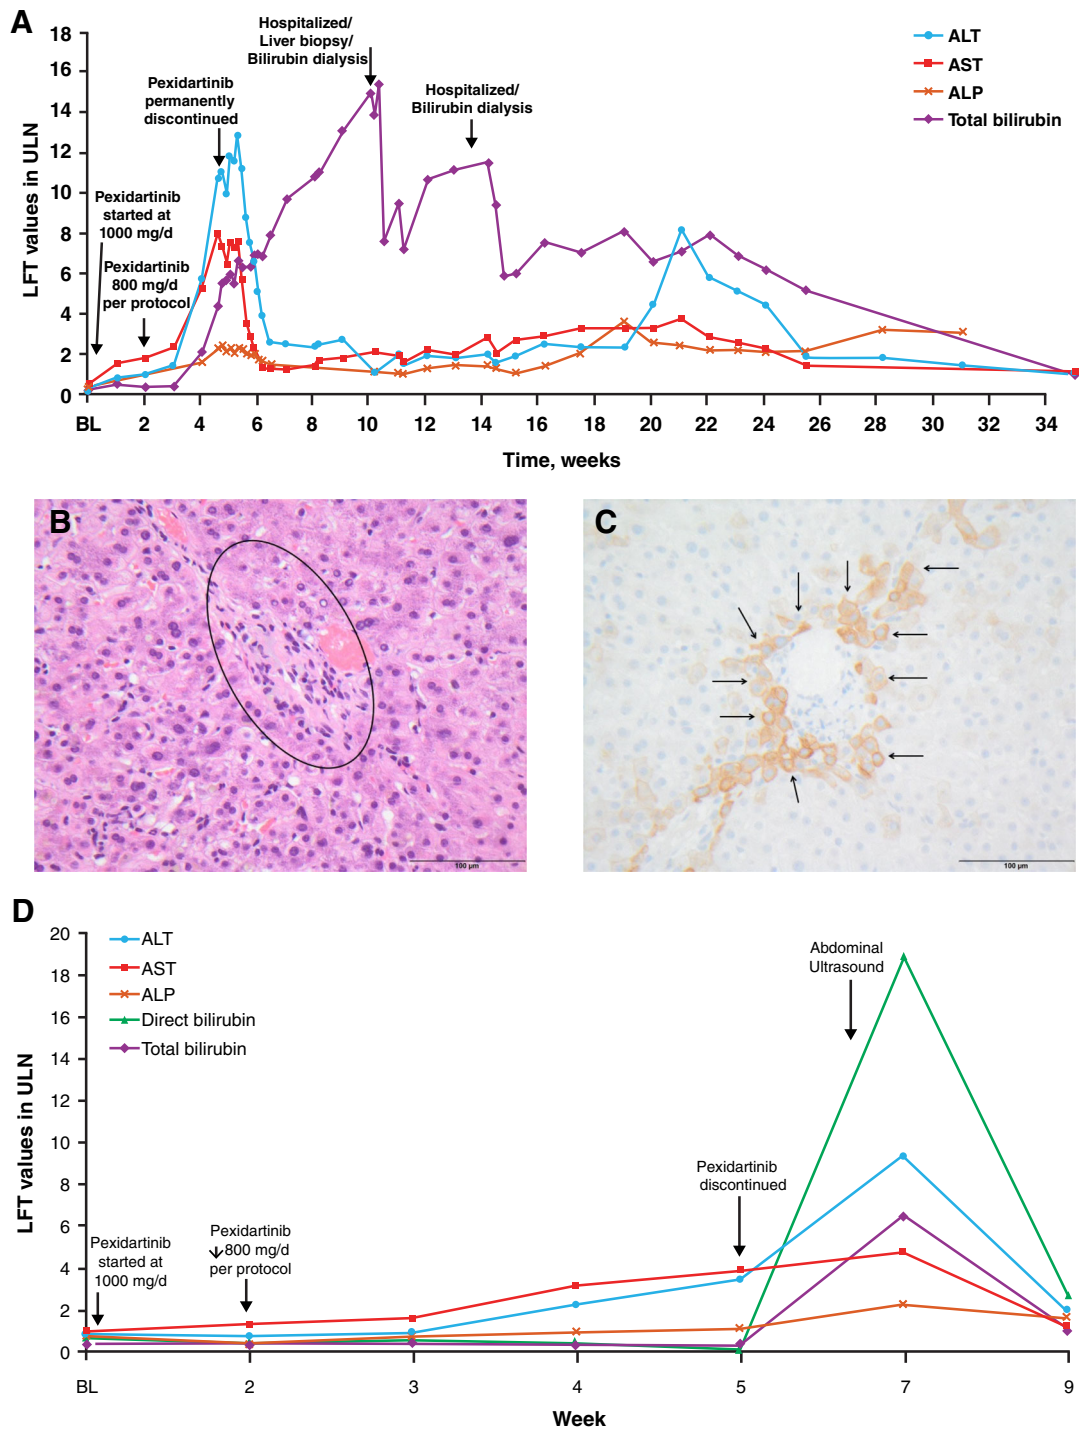 A
18
16
14
12
10
8
6
4
2
0
LFT values in ULN
Pexidartinib
started at
1000 mg/d
Pexidartinib
800 mg/d
per protocol
Pexidartinib
permanently
discontinued
Hospitalized/
Liver biopsy/
Bilirubin dialysis
Hospitalized/
Bilirubin dialysis
ALT
AST
ALP
Total bilirubin
BL 2 4 6 8 10 12 14 16 18 20 22 24 26 28 30 32 34
Time, weeks
B
100 µm
C
100 µm
D
20
18
16
14
12
10
8
6
4
2
0
LFT values in ULN
ALT
AST
ALP
Direct bilirubin
Total bilirubin
Pexidartinib
started at
1000 mg/d
Pexidartinib
↓800 mg/d
per protocol
Pexidartinib
discontinued
Abdominal
Ultrasound
BL 2 3 4 5 7 9
Week